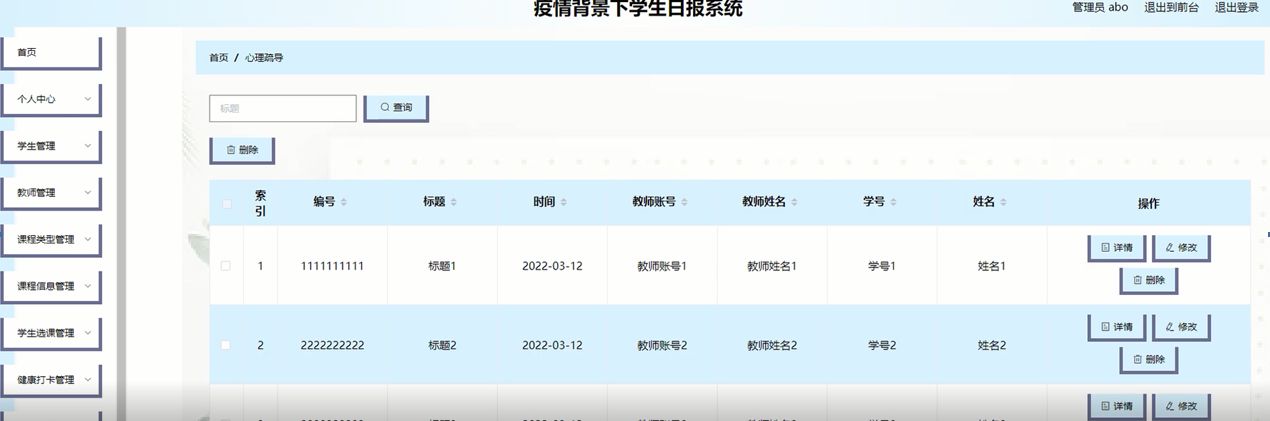 疫情背景下学生日报系统
管理员 abo 退出到前台 退出登录
首页
个人中心
学生管理
教师管理
课程类型管理
课程信息管理
学生选课管理
健康打卡管理
首页 / 心理疏导
标题 查询
删除
索引 编号 标题 时间 教师账号 教师姓名 学号 姓名 操作
1 1111111111 标题1 2022-03-12 教师账号1 教师姓名1 学号1 姓名1 详情 修改
删除
2 2222222222 标题2 2022-03-12 教师账号2 教师姓名2 学号2 姓名2 详情 修改
删除
详情 修改